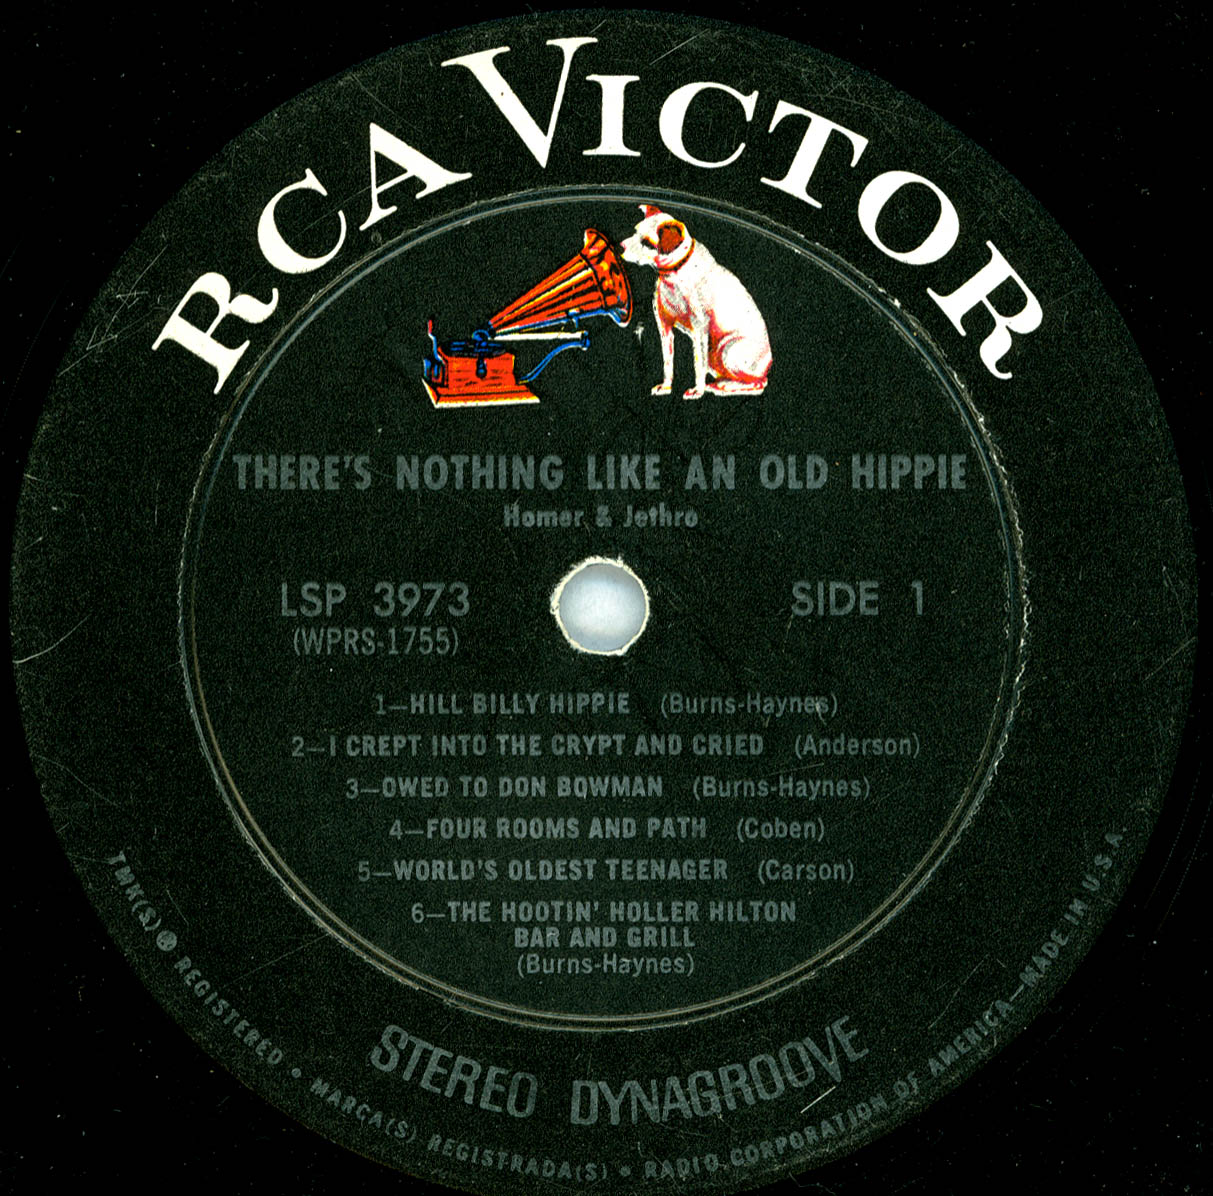 RCA VICTOR
THERE'S NOTHING LIKE AN OLD HIPPIE
Homer & Jethro
LSP 3973
SIDE 1
(WPRS-1755)
1—HILL BILLY HIPPIE (Burns-Haynes)
2—I CREPT INTO THE CRYPT AND CRIED (Anderson)
3—OWED TO DON BOWMAN (Burns-Haynes)
4—FOUR ROOMS AND PATH (Coben)
5—WORLD'S OLDEST TEENAGER (Carson)
6—THE HOOTIN' HOLLER HILTON
BAR AND GRILL
(Burns-Haynes)
STEREO DYNAGROOVE
TMK(S) ® REGISTERED • MARCA(S) REGISTRADA(S) • RADIO CORPORATION OF AMERICA—MADE IN U.S.A.